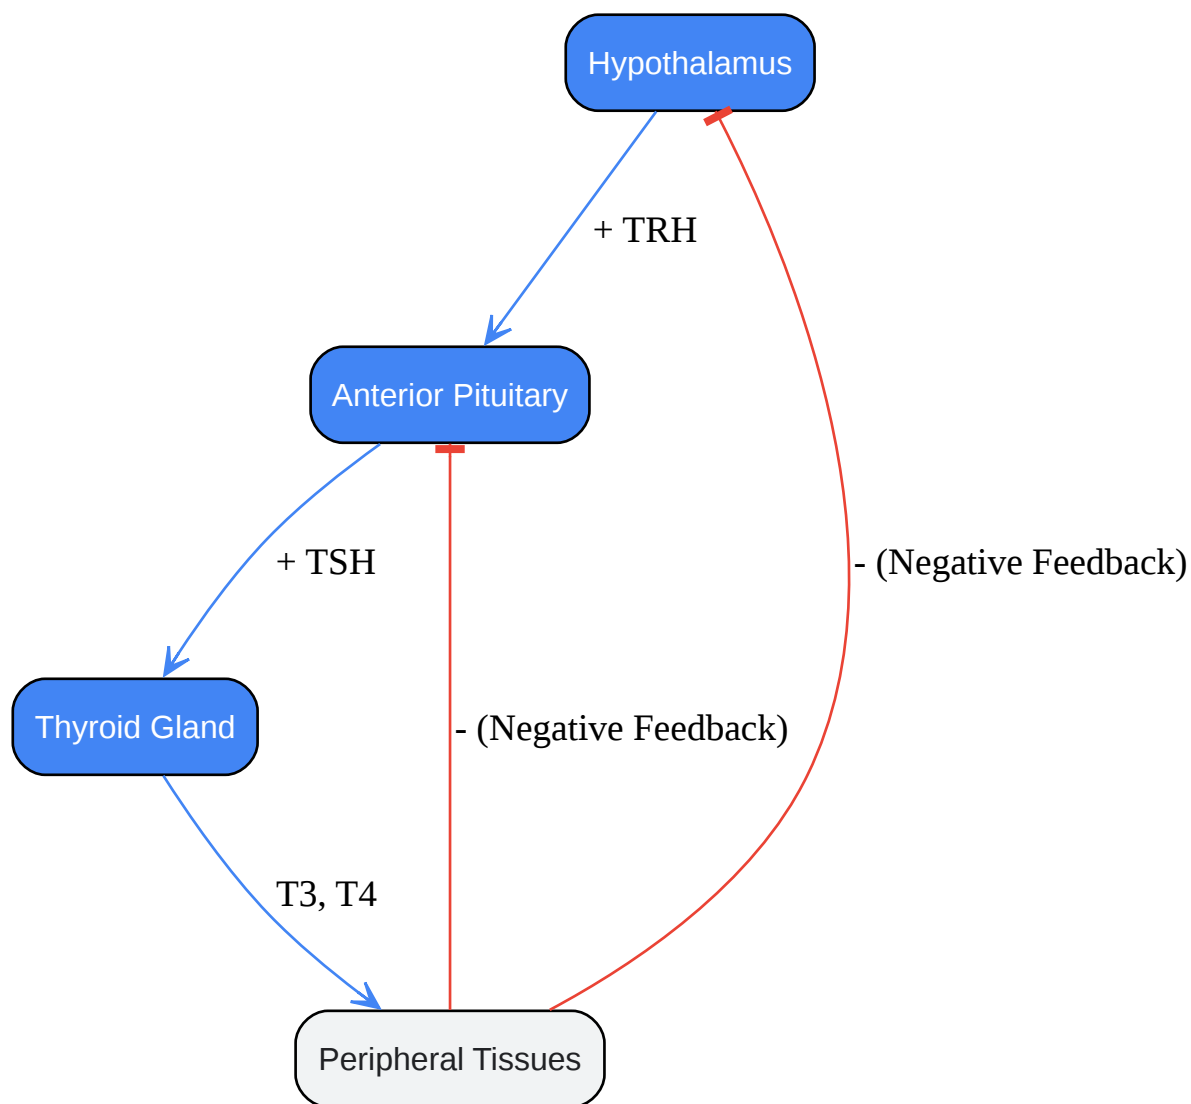 Hypothalamus
+ TRH
Anterior Pituitary
+ TSH
- (Negative Feedback)
Thyroid Gland
- (Negative Feedback)
T3, T4
Peripheral Tissues